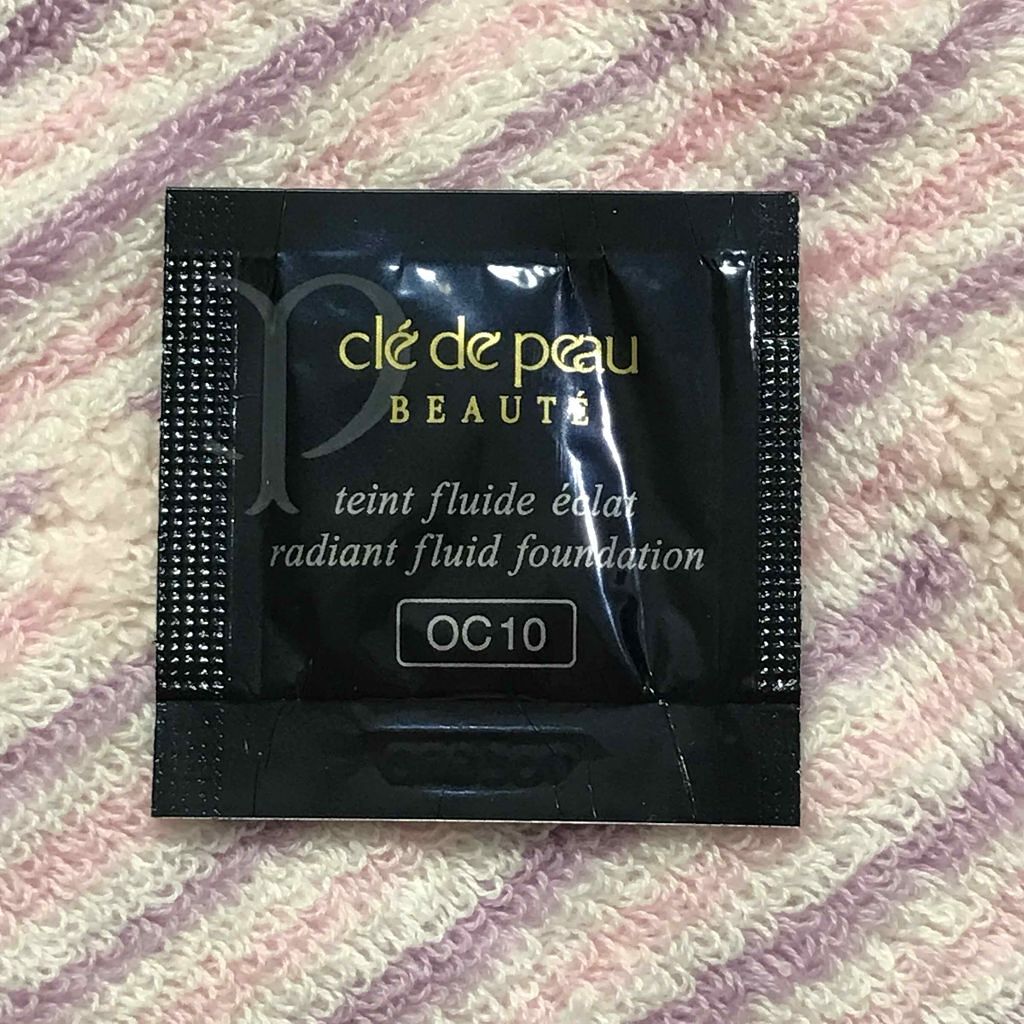 clé de peau
BEAUTÉ
teint fluide éclat
radiant fluid foundation
OC10